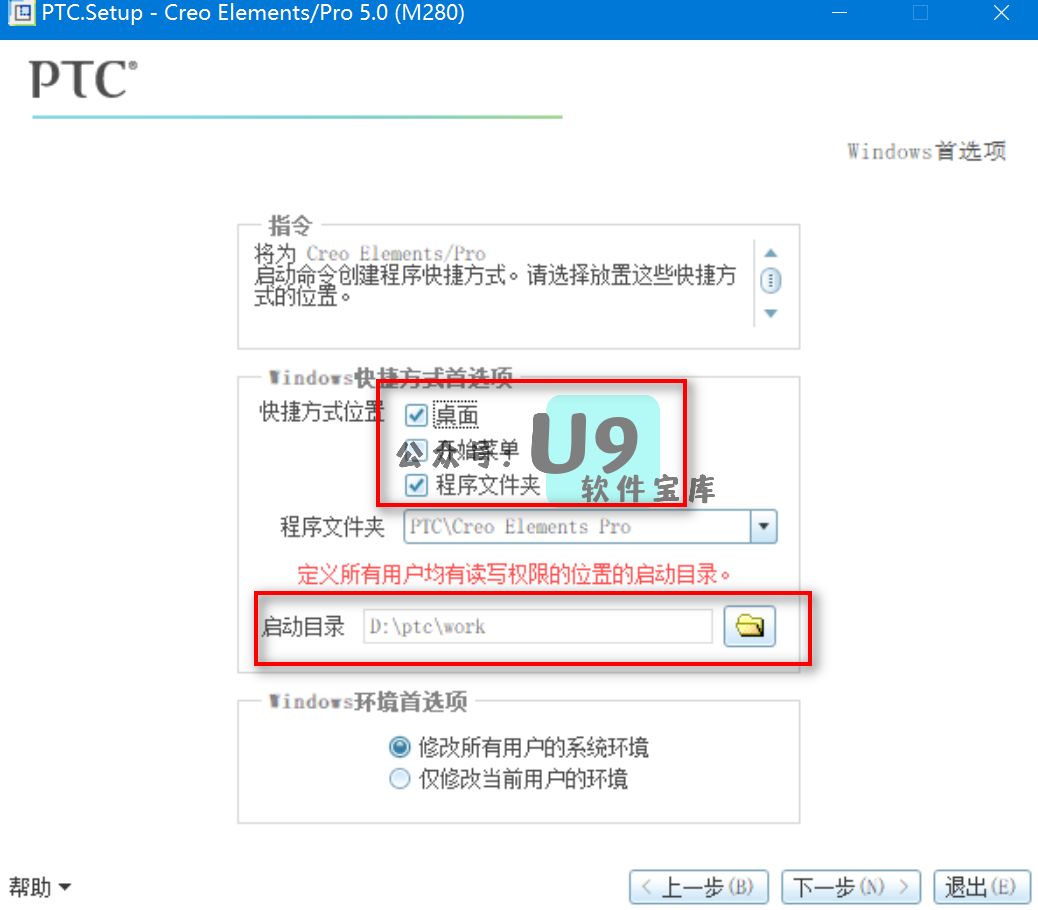 PTC.Setup - Creo Elements/Pro 5.0 (M280)
PTC®
Windows首选项
指令
将为 Creo Elements/Pro
启动命令创建程序快捷方式。请选择放置这些快捷方
式的位置。
Windows快捷方式首选项
快捷方式位置
桌面
开始菜单
程序文件夹
公众号:
U9
软件宝库
程序文件夹
PTC\Creo Elements Pro
定义所有用户均有读写权限的位置的启动目录。
启动目录
D:\ptc\work
Windows环境首选项
修改所有用户的系统环境
仅修改当前用户的环境
帮助
< 上一步(B)
下一步(N) >
退出(E)